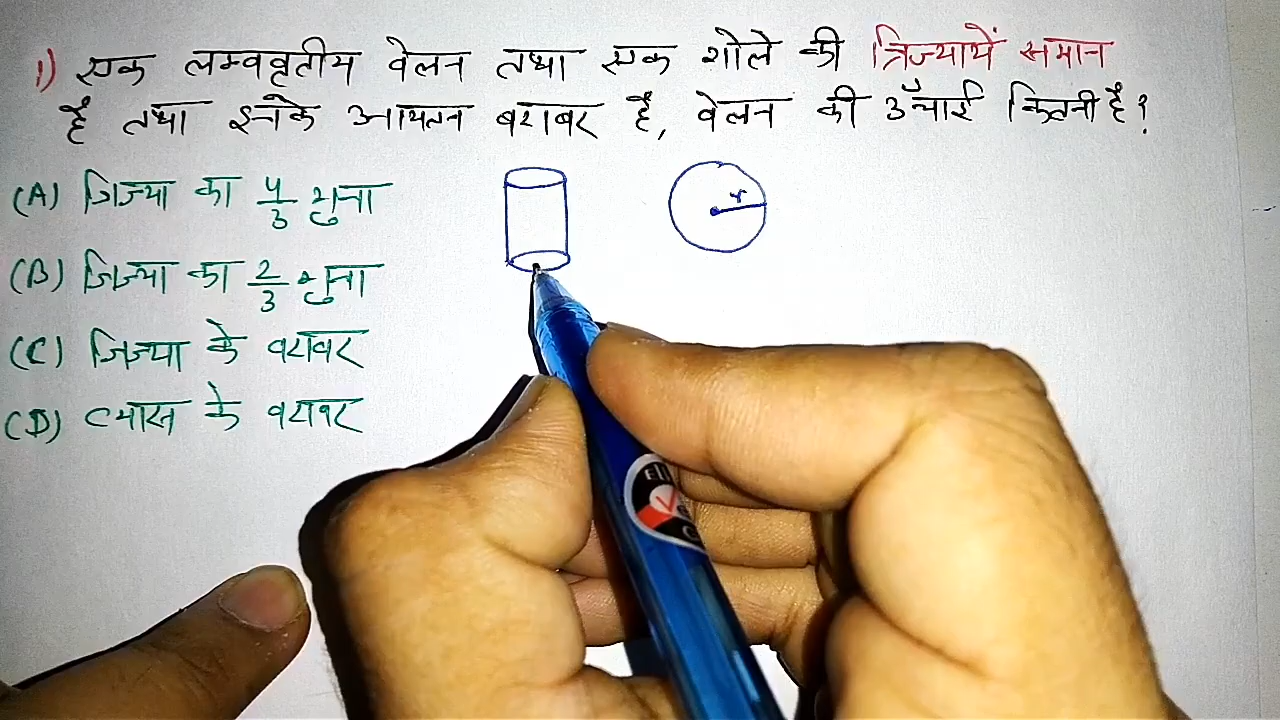 1) एक लम्बवृतीय वेलन तथा एक गोले की त्रिज्यायें समान
है तथा इनके आयतन बराबर है, वेलन की ऊँचाई कितनी है?
(A) त्रिज्या का 4/3 गुना
(B) त्रिज्या का 2/3 गुना
(C) त्रिज्या के बराबर
(D) व्यास के बराबर
r